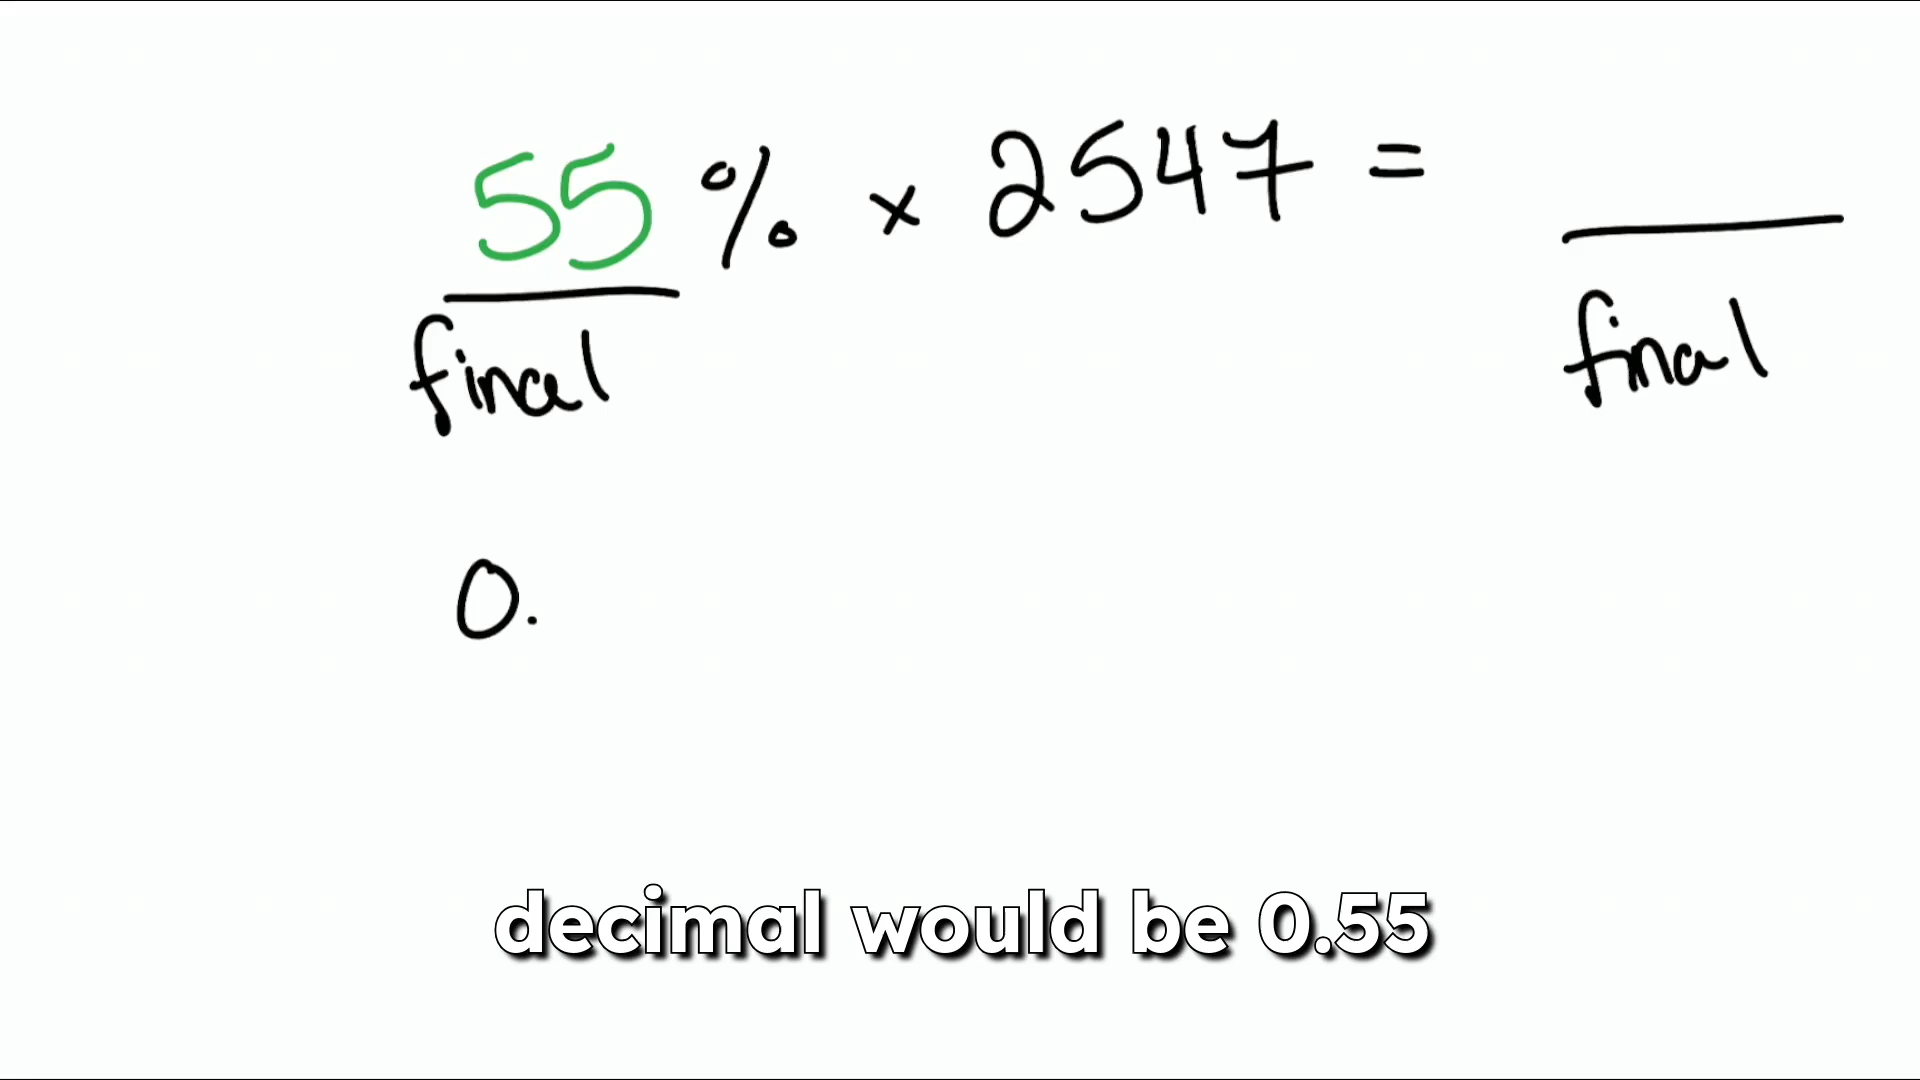 55 % × 2547 =
final final
0.
decimal would be 0.55